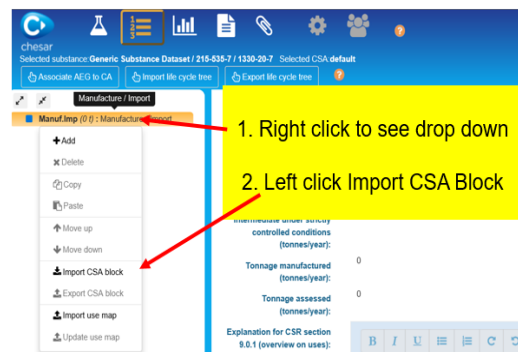 chesar
Selected substance:Generic Substance Dataset / 215-535-7 / 1330-20-7 Selected CSA:default
Associate AEG to CA
Import life cycle tree
Export life cycle tree
Manufacture / Import
Manuf.Imp (0 t) : Manufacture / Import
1. Right click to see drop down
2. Left click Import CSA Block
Add
Delete
Copy
Paste
Move up
Move down
Import CSA block
Export CSA block
Import use map
Update use map
intermediate under strictly
controlled conditions
(tonnes/year):
Tonnage manufactured
(tonnes/year):
0
Tonnage assessed
(tonnes/year):
0
Explanation for CSR section
9.0.1 (overview on uses):
B I U